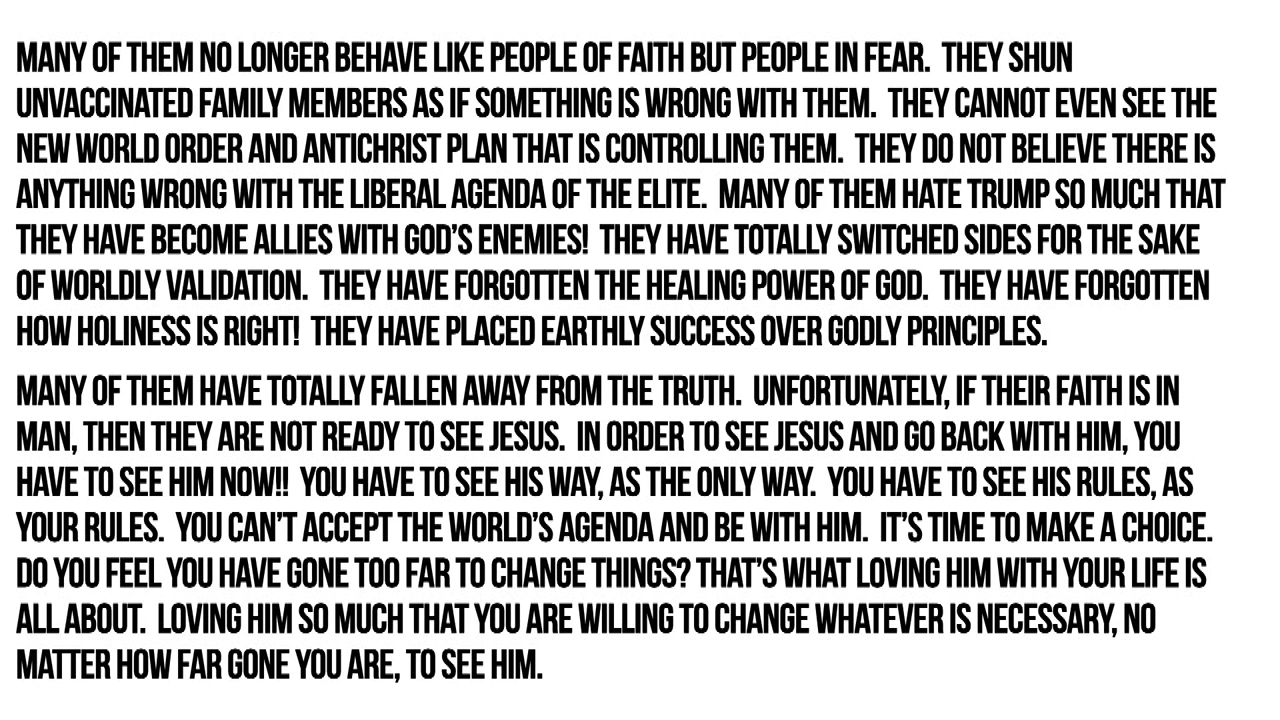 MANY OF THEM NO LONGER BEHAVE LIKE PEOPLE OF FAITH BUT PEOPLE IN FEAR.  THEY SHUN
UNVACCINATED FAMILY MEMBERS AS IF SOMETHING IS WRONG WITH THEM.  THEY CANNOT EVEN SEE THE
NEW WORLD ORDER AND ANTICHRIST PLAN THAT IS CONTROLLING THEM.  THEY DO NOT BELIEVE THERE IS
ANYTHING WRONG WITH THE LIBERAL AGENDA OF THE ELITE.  MANY OF THEM HATE TRUMP SO MUCH THAT
THEY HAVE BECOME ALLIES WITH GOD'S ENEMIES!  THEY HAVE TOTALLY SWITCHED SIDES FOR THE SAKE
OF WORLDLY VALIDATION.  THEY HAVE FORGOTTEN THE HEALING POWER OF GOD.  THEY HAVE FORGOTTEN
HOW HOLINESS IS RIGHT!  THEY HAVE PLACED EARTHLY SUCCESS OVER GODLY PRINCIPLES.
MANY OF THEM HAVE TOTALLY FALLEN AWAY FROM THE TRUTH.  UNFORTUNATELY, IF THEIR FAITH IS IN
MAN, THEN THEY ARE NOT READY TO SEE JESUS.  IN ORDER TO SEE JESUS AND GO BACK WITH HIM, YOU
HAVE TO SEE HIM NOW!!  YOU HAVE TO SEE HIS WAY, AS THE ONLY WAY.  YOU HAVE TO SEE HIS RULES, AS
YOUR RULES.  YOU CAN'T ACCEPT THE WORLD'S AGENDA AND BE WITH HIM.  IT'S TIME TO MAKE A CHOICE.
DO YOU FEEL YOU HAVE GONE TOO FAR TO CHANGE THINGS? THAT'S WHAT LOVING HIM WITH YOUR LIFE IS
ALL ABOUT.  LOVING HIM SO MUCH THAT YOU ARE WILLING TO CHANGE WHATEVER IS NECESSARY, NO
MATTER HOW FAR GONE YOU ARE, TO SEE HIM.